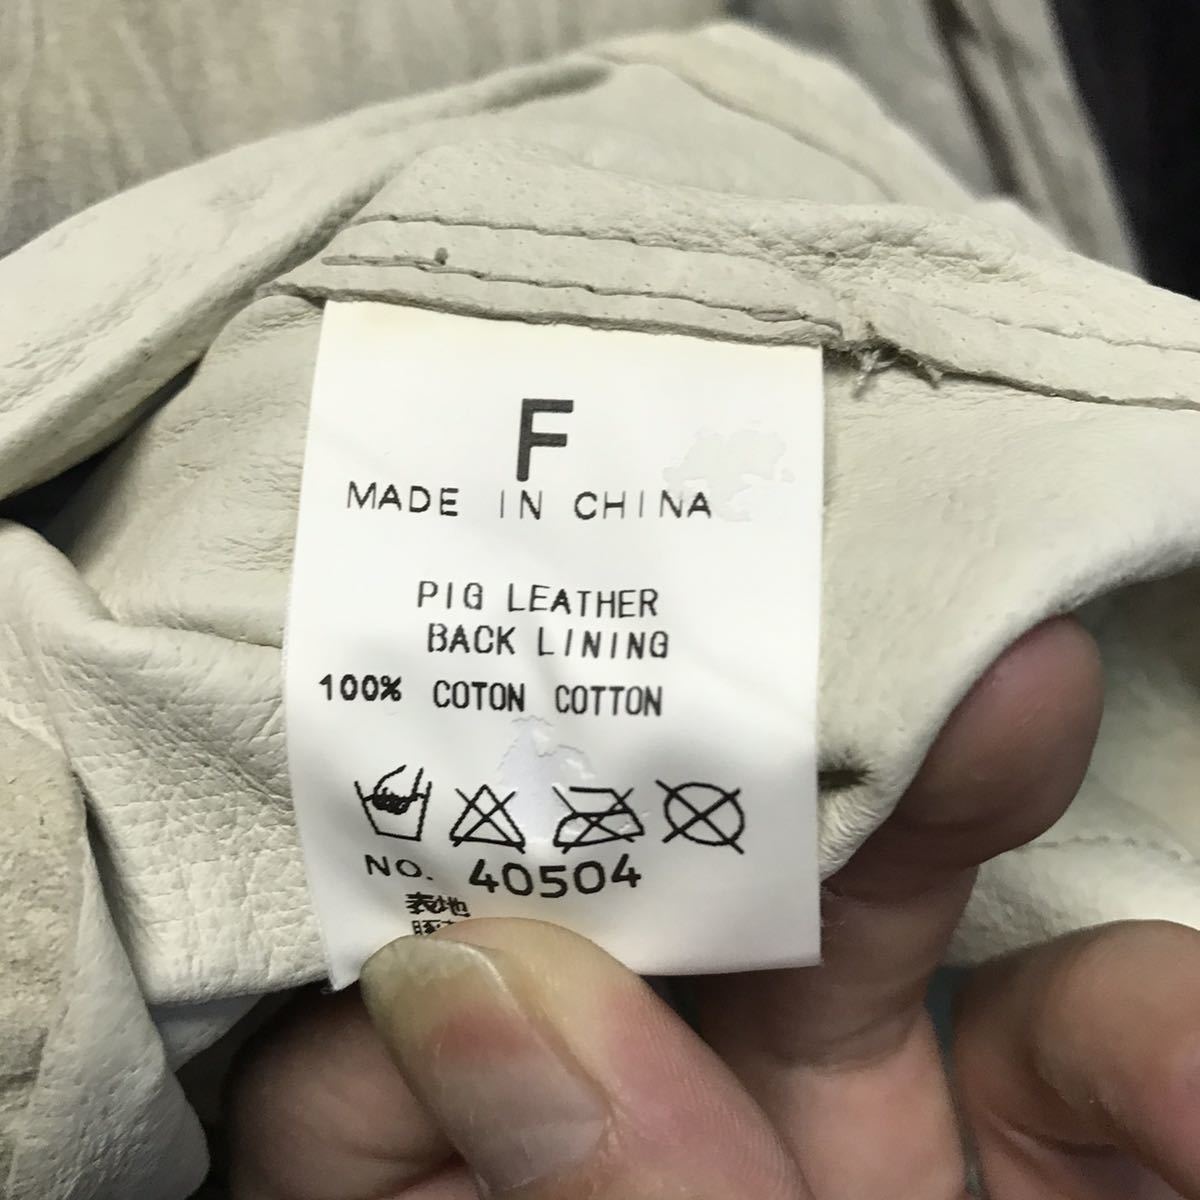 F
MADE IN CHINA
PIG LEATHER
BACK LINING
100% COTON COTTON
NO. 40504
表地